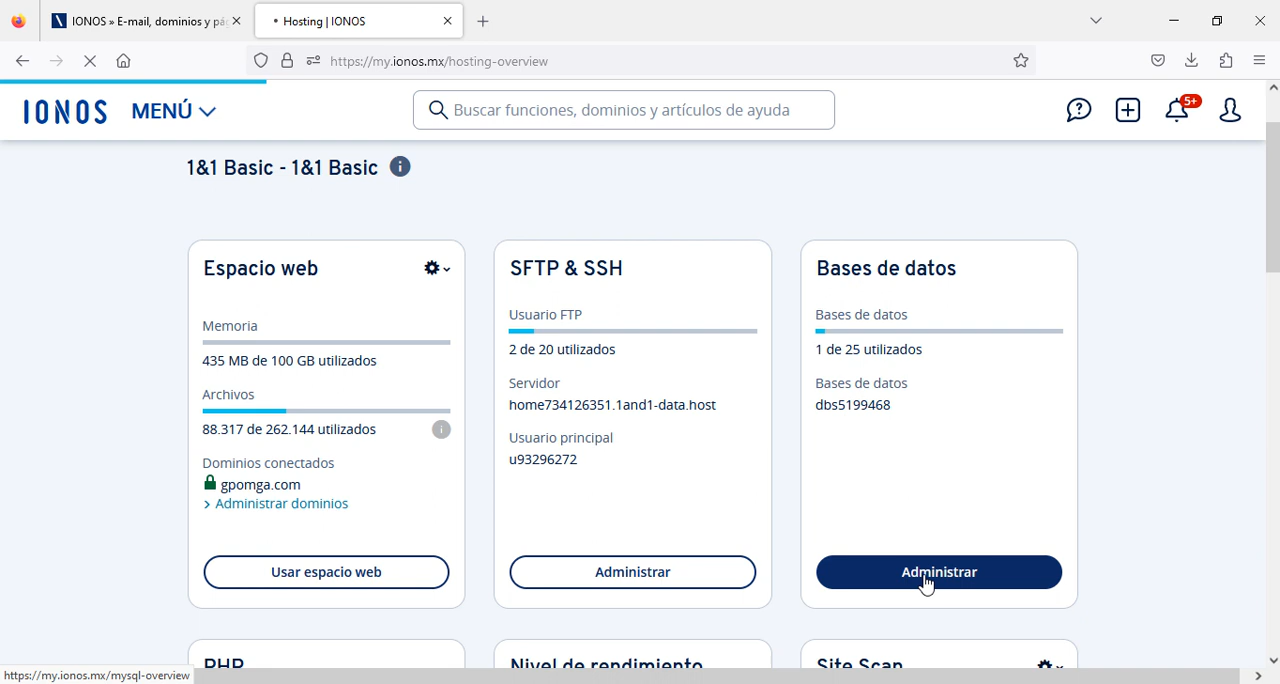 IONOS » E-mail, dominios y pá
Hosting | IONOS
https://my.ionos.mx/hosting-overview
IONOS MENÚ
Buscar funciones, dominios y artículos de ayuda
5+
1&1 Basic - 1&1 Basic
Espacio web
Memoria
435 MB de 100 GB utilizados
Archivos
88.317 de 262.144 utilizados
Dominios conectados
gpomga.com
> Administrar dominios
Usar espacio web
SFTP & SSH
Usuario FTP
2 de 20 utilizados
Servidor
home734126351.1and1-data.host
Usuario principal
u93296272
Administrar
Bases de datos
Bases de datos
1 de 25 utilizados
Bases de datos
dbs5199468
Administrar
PHP
Nivel de rendimiento
Site Scan
https://my.ionos.mx/mysql-overview